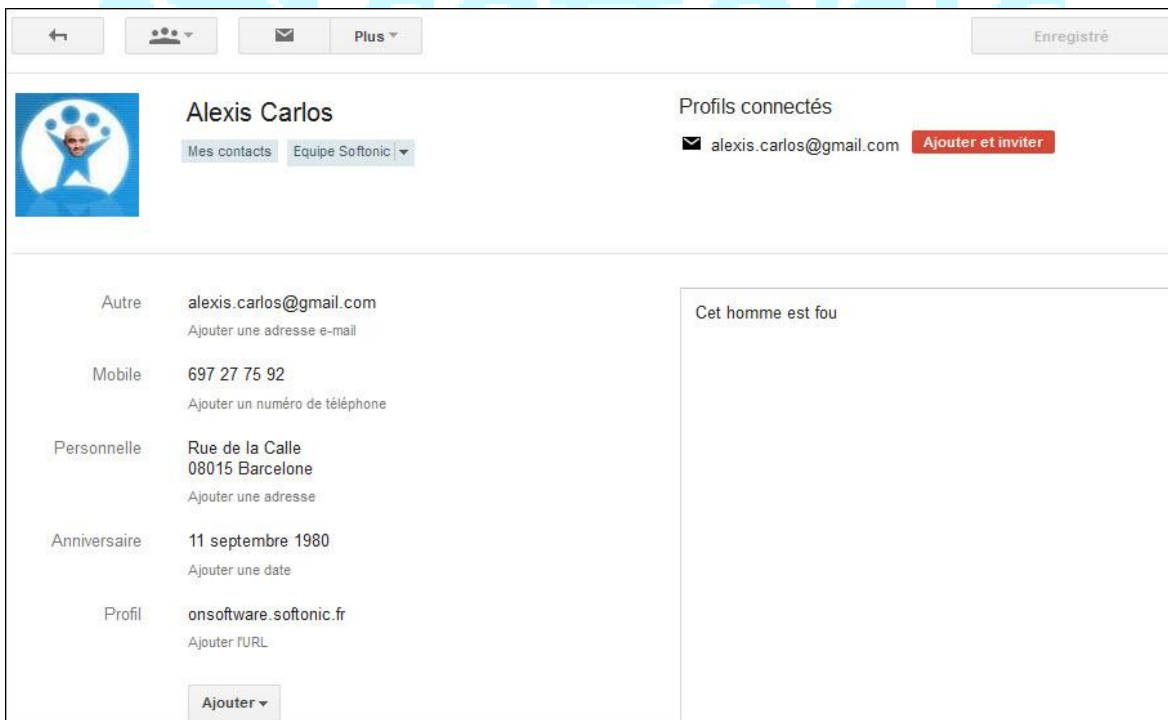 Plus
Enregistré
Alexis Carlos
Mes contacts Equipe Softonic
Profils connectés
alexis.carlos@gmail.com Ajouter et inviter
Autre alexis.carlos@gmail.com
Ajouter une adresse e-mail
Mobile 697 27 75 92
Ajouter un numéro de téléphone
Personnelle Rue de la Calle
08015 Barcelone
Ajouter une adresse
Anniversaire 11 septembre 1980
Ajouter une date
Profil onsoftware.softonic.fr
Ajouter l'URL
Ajouter
Cet homme est fou